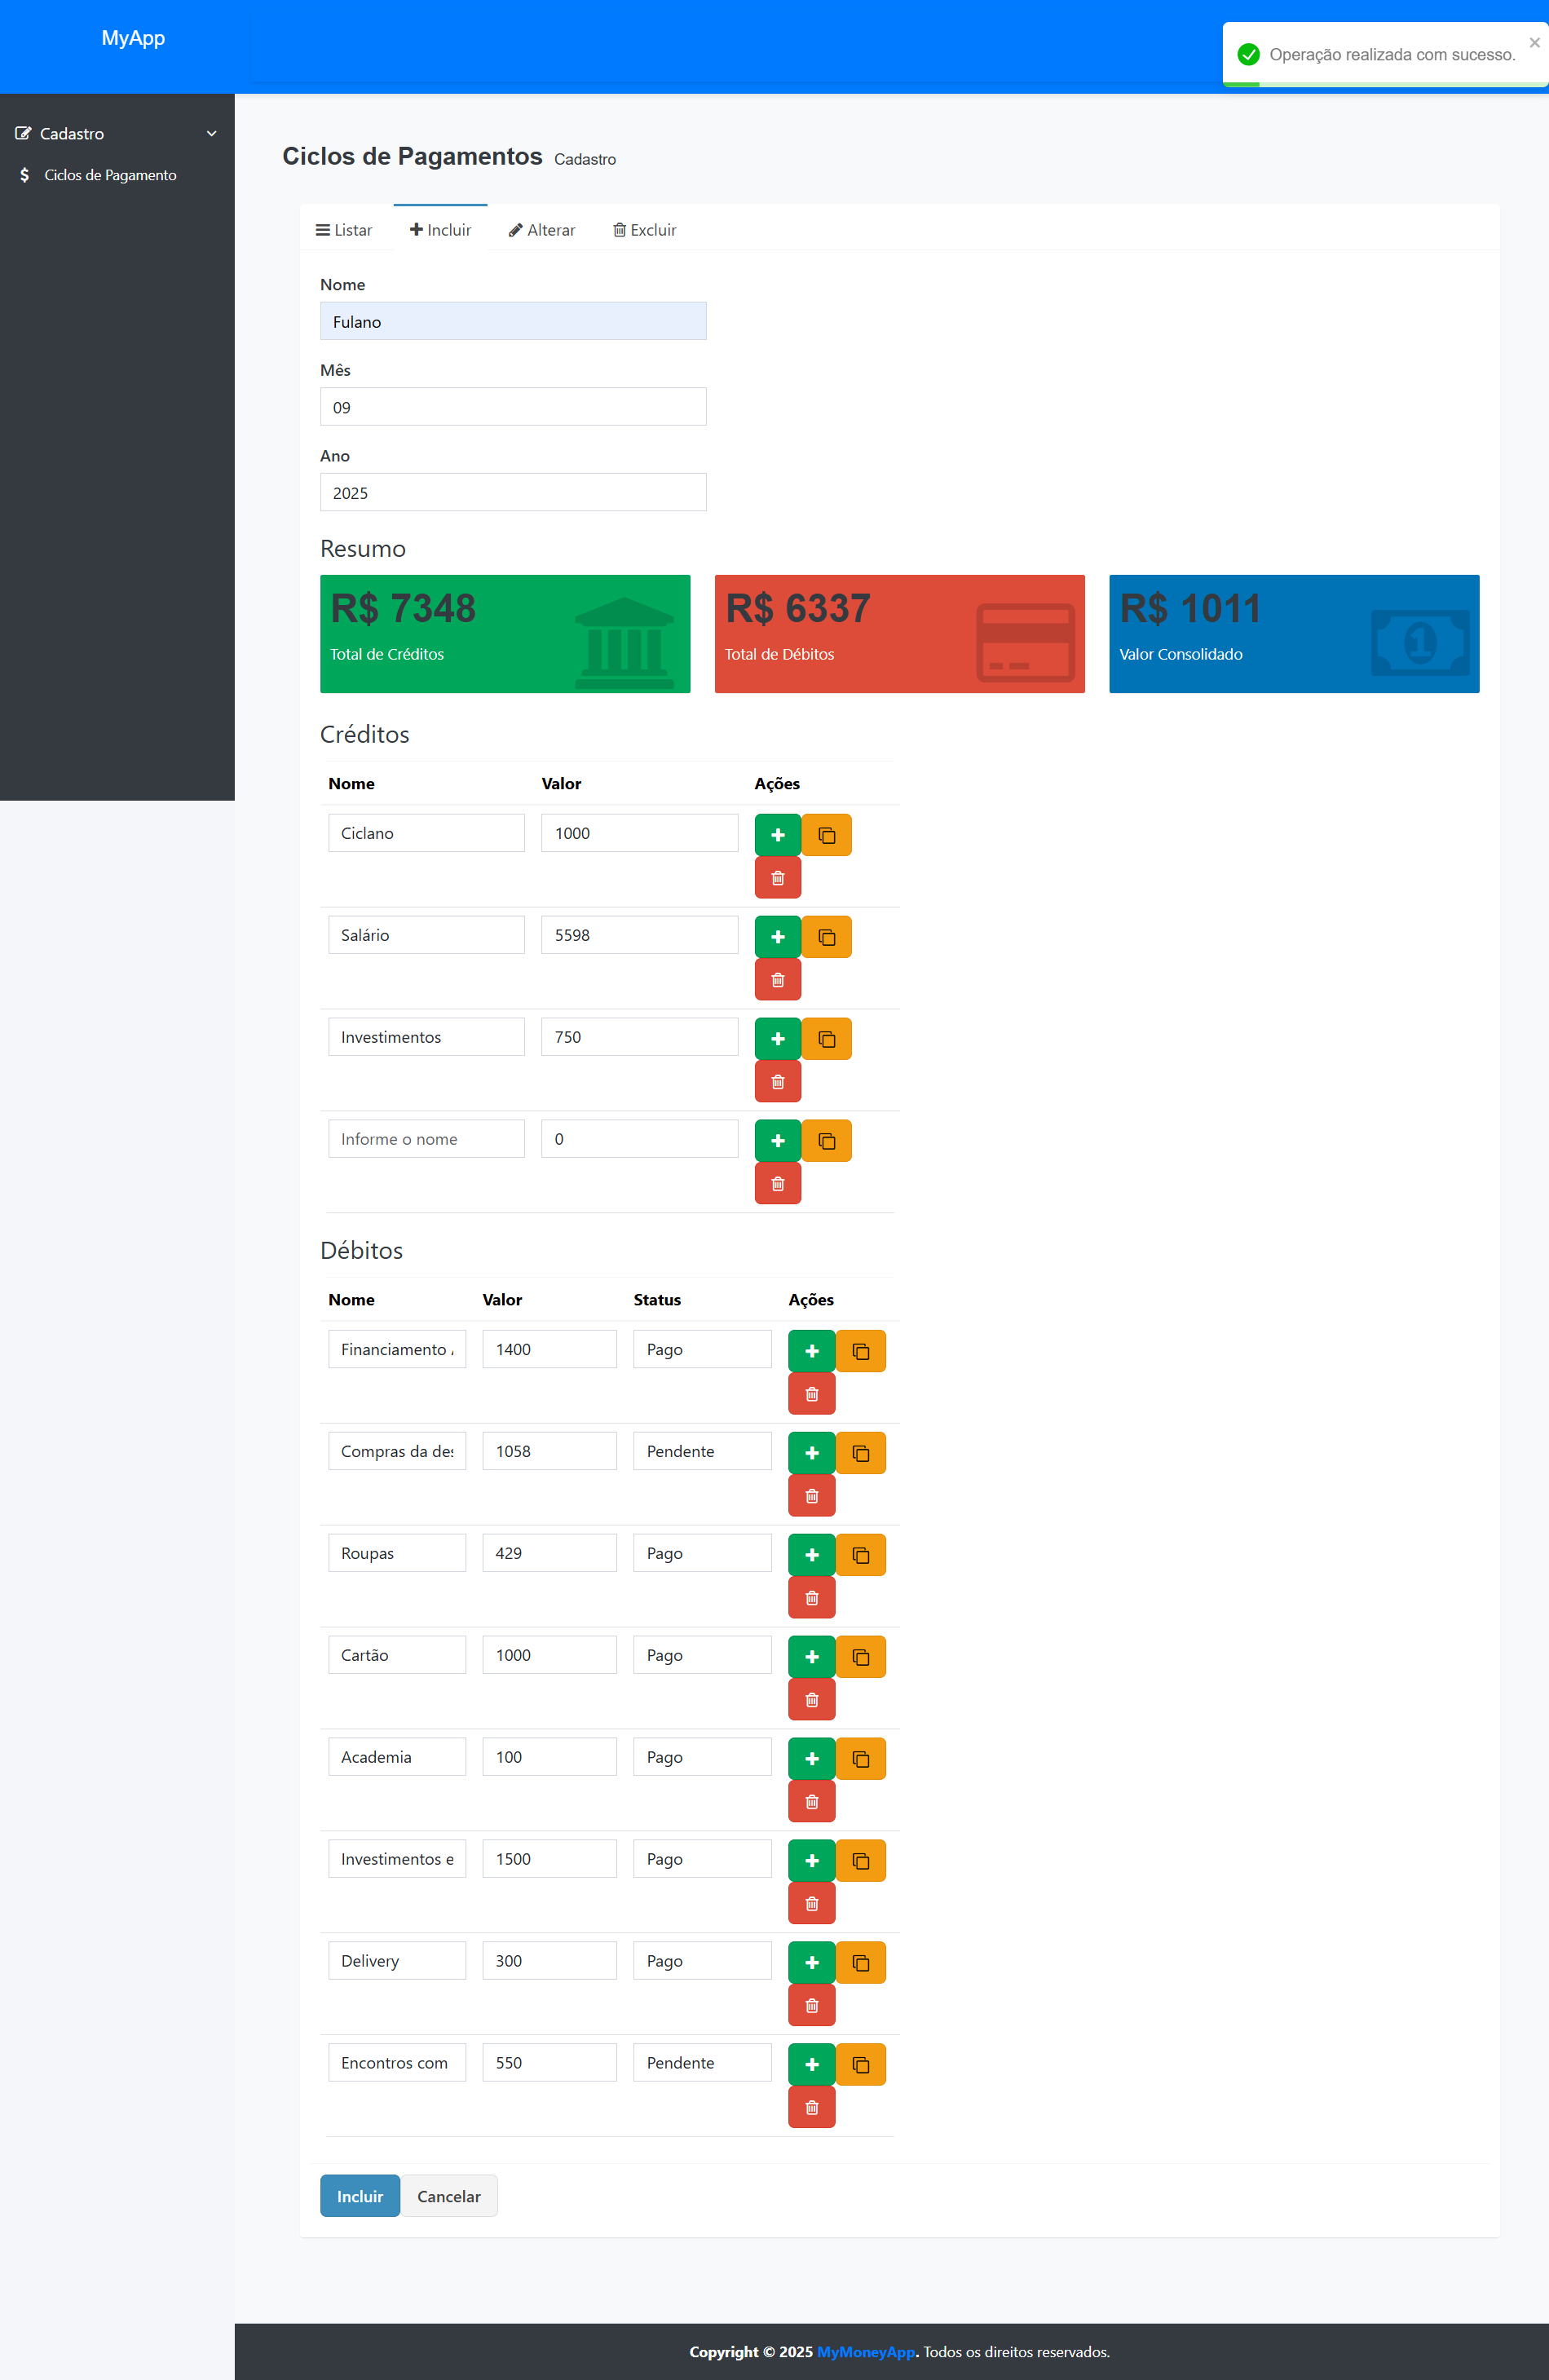 MyApp
Operação realizada com sucesso.
Cadastro
Ciclos de Pagamento
Ciclos de Pagamentos Cadastro
Listar Incluir Alterar Excluir
Nome
Fulano
Mês
09
Ano
2025
Resumo
R$ 7348 R$ 6337 R$ 1011
Total de Créditos Total de Débitos Valor Consolidado
Créditos
Nome Valor Ações
Ciclano 1000
Salário 5598
Investimentos 750
Informe o nome 0
Débitos
Nome Valor Status Ações
Financiamento 1400 Pago
Compras da des 1058 Pendente
Roupas 429 Pago
Cartão 1000 Pago
Academia 100 Pago
Investimentos e 1500 Pago
Delivery 300 Pago
Encontros com 550 Pendente
Incluir Cancelar
Copyright © 2025 MyMoneyApp. Todos os direitos reservados.